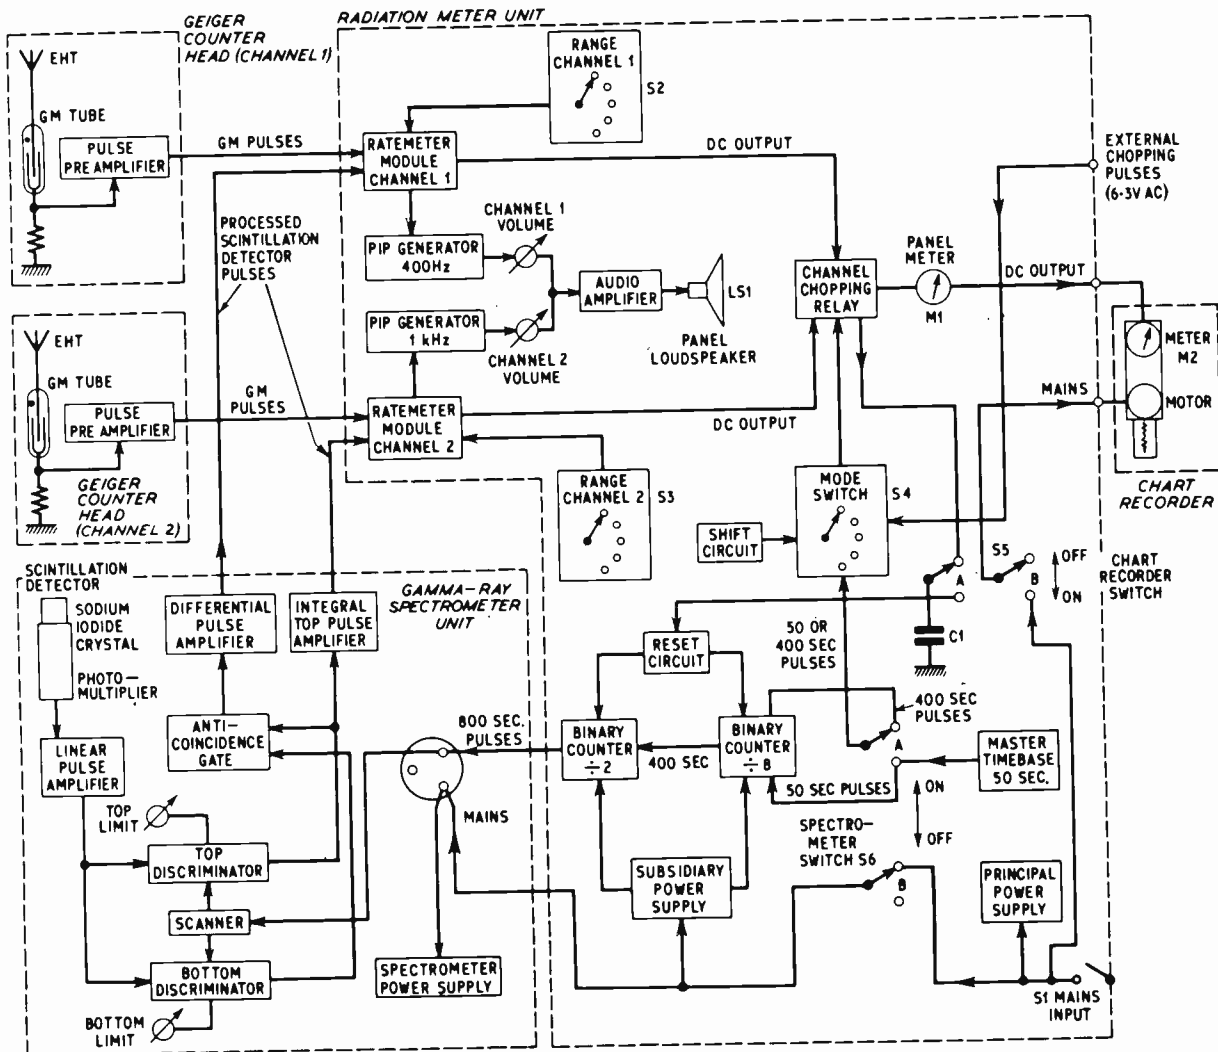 GEIGER
COUNTER
HEAD (CHANNEL 1)
EHT
GM TUBE
PULSE
PREAMPLIFIER
GM PULSES
RADIATION METER UNIT
RANGE
CHANNEL 1
S2
RATEMETER
MODULE
CHANNEL 1
DC OUTPUT
EXTERNAL
CHOPPING
PULSES
(6·3V AC)
PROCESSED
SCINTILLATION
DETECTOR
PULSES
CHANNEL 1
VOLUME
PIP GENERATOR
400Hz
AUDIO
AMPLIFIER
LS1
PANEL
LOUDSPEAKER
PIP GENERATOR
1 kHz
CHANNEL 2
VOLUME
CHANNEL
CHOPPING
RELAY
PANEL
METER
M1
DC OUTPUT
METER
M2
MAINS
MOTOR
CHART
RECORDER
EHT
GM TUBE
PULSE
PRE AMPLIFIER
GM
PULSES
GEIGER
COUNTER
HEAD
(CHANNEL 2)
RATEMETER
MODULE
CHANNEL 2
DC OUTPUT
RANGE
CHANNEL 2
S3
MODE
SWITCH
S4
SHIFT
CIRCUIT
S5
A
B
OFF
ON
CHART
RECORDER
SWITCH
C1
SCINTILLATION
DETECTOR
SODIUM
IODIDE
CRYSTAL
PHOTO-
MULTIPLIER
DIFFERENTIAL
PULSE
AMPLIFIER
INTEGRAL
TOP PULSE
AMPLIFIER
GAMMA-RAY
SPECTROMETER
UNIT
RESET
CIRCUIT
50 OR
400 SEC
PULSES
400 SEC
PULSES
LINEAR
PULSE
AMPLIFIER
ANTI-
COINCIDENCE
GATE
800 SEC.
PULSES
BINARY
COUNTER
÷2
400 SEC
BINARY
COUNTER
÷8
A
50 SEC PULSES
MASTER
TIMEBASE
50 SEC.
ON
OFF
TOP
LIMIT
TOP
DISCRIMINATOR
MAINS
SPECTRO-
METER
SWITCH S6
B
SCANNER
SUBSIDIARY
POWER
SUPPLY
PRINCIPAL
POWER
SUPPLY
BOTTOM
DISCRIMINATOR
SPECTROMETER
POWER SUPPLY
BOTTOM
LIMIT
S1 MAINS
INPUT